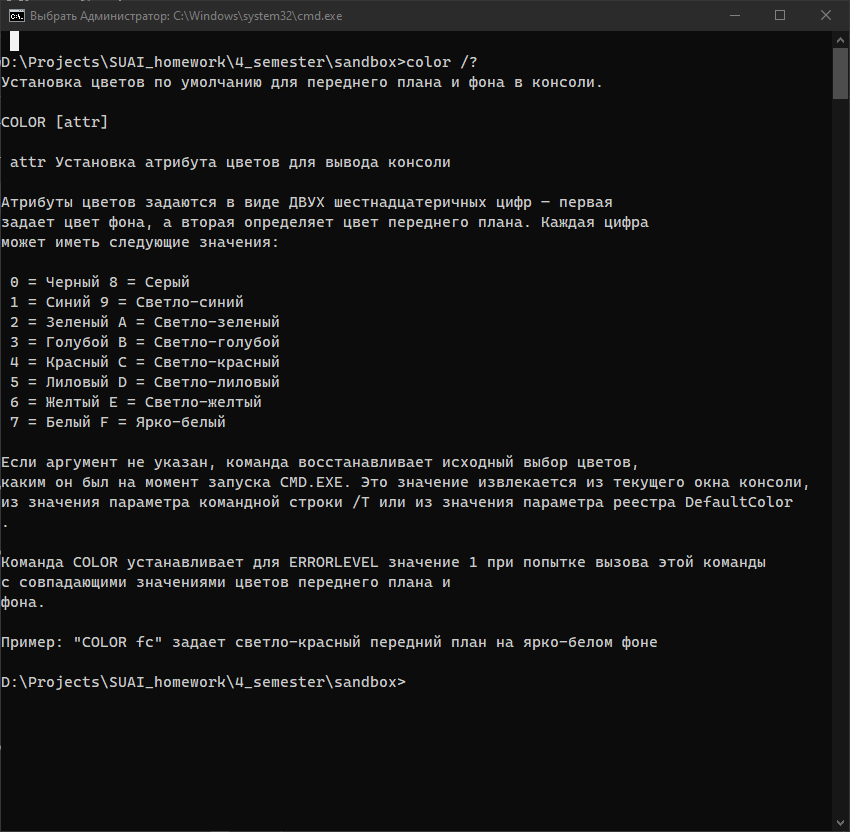 Выбрать Администратор: C:\Windows\system32\cmd.exe
D:\Projects\SUAI_homework\4_semester\sandbox>color /?
Установка цветов по умолчанию для переднего плана и фона в консоли.
COLOR [attr]
attr Установка атрибута цветов для вывода консоли
Атрибуты цветов задаются в виде ДВУХ шестнадцатеричных цифр – первая
задает цвет фона, а вторая определяет цвет переднего плана. Каждая цифра
может иметь следующие значения:
0 = Черный 8 = Серый
1 = Синий 9 = Светло-синий
2 = Зеленый A = Светло-зеленый
3 = Голубой B = Светло-голубой
4 = Красный C = Светло-красный
5 = Лиловый D = Светло-лиловый
6 = Желтый E = Светло-желтый
7 = Белый F = Ярко-белый
Если аргумент не указан, команда восстанавливает исходный выбор цветов,
каким он был на момент запуска CMD.EXE. Это значение извлекается из текущего окна консоли,
из значения параметра командной строки /T или из значения параметра реестра DefaultColor
.
Команда COLOR устанавливает для ERRORLEVEL значение 1 при попытке вызова этой команды
с совпадающими значениями цветов переднего плана и
фона.
Пример: "COLOR fc" задает светло-красный передний план на ярко-белом фоне
D:\Projects\SUAI_homework\4_semester\sandbox>